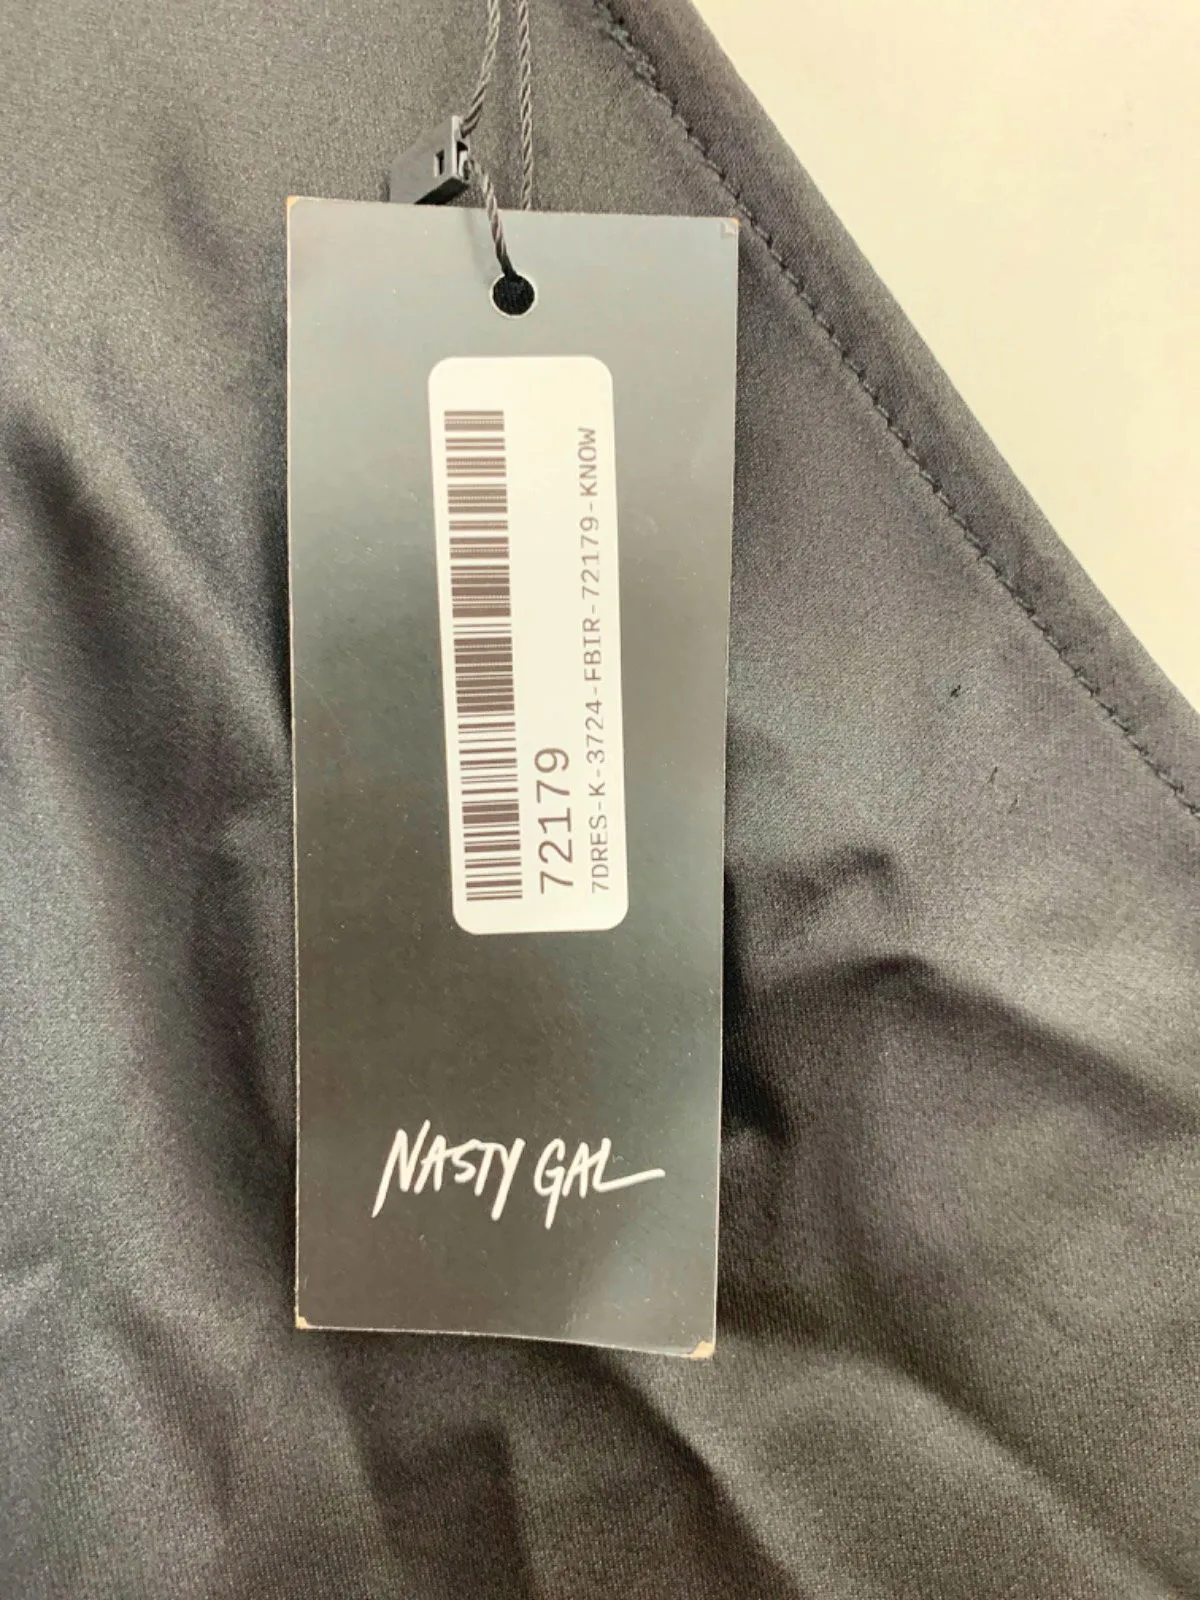 72179
7DRES-K-3724-FBIR-72179-KNOW
NASTY GAL